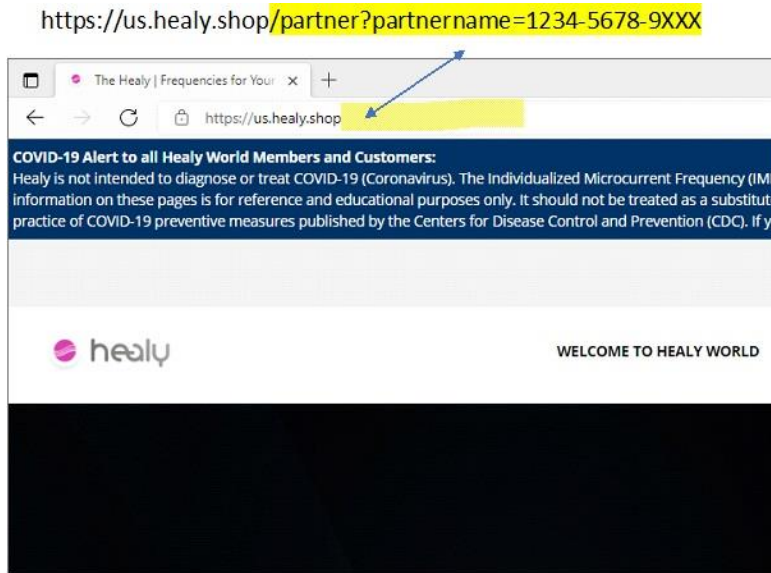 https://us.healy.shop/partner?partnername=1234-5678-9XXX
The Healy | Frequencies for Your
https://us.healy.shop
COVID-19 Alert to all Healy World Members and Customers:
Healy is not intended to diagnose or treat COVID-19 (Coronavirus). The Individualized Microcurrent Frequency (IMF
information on these pages is for reference and educational purposes only. It should not be treated as a substitut
practice of COVID-19 preventive measures published by the Centers for Disease Control and Prevention (CDC). If y
healy
WELCOME TO HEALY WORLD